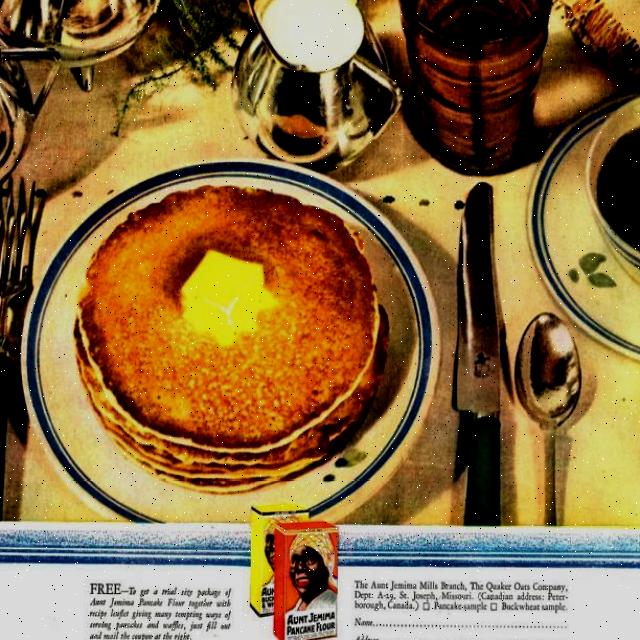 FREE—To get a trial-size package of
Aunt Jemima Pancake Flour together with
recipe leaflet giving many tempting ways of
serving pancakes and waffles, just fill out
and mail the coupon at the right.
AUNT JEMIMA
PANCAKE FLOUR
The Aunt Jemima Mills Branch, The Quaker Oats Company,
Dept: A-19, St. Joseph, Missouri. (Canadian address: Peter-
borough, Canada.) ☐ Pancake sample ☐ Buckwheat sample.
Name